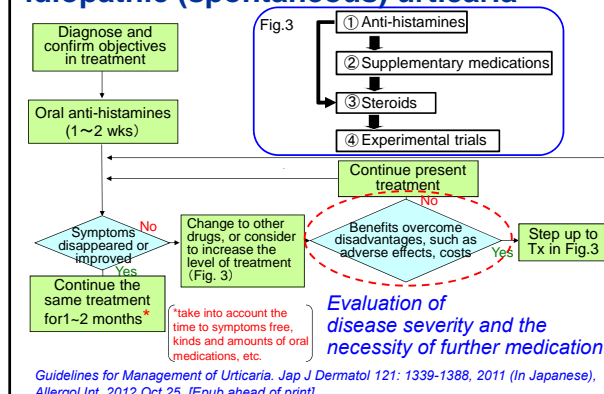 Idiopathic (spontaneous) urticaria
Diagnose and
confirm objectives
in treatment
Oral anti-histamines
(1～2 wks)
Fig.3
① Anti-histamines
② Supplementary medications
③ Steroids
④ Experimental trials
Continue present
treatment
No
Symptoms
disappeared or
improved
No
Yes
Change to other
drugs, or consider
to increase the
level of treatment
(Fig. 3)
Benefits overcome
disadvantages, such as
adverse effects, costs
Yes
Step up to
Tx in Fig.3
Continue the
same treatment
for1~2 months*
*take into account the
time to symptoms free,
kinds and amounts of oral
medications, etc.
Evaluation of
disease severity and the
necessity of further medication
Guidelines for Management of Urticaria. Jap J Dermatol 121: 1339-1388, 2011 (In Japanese),
Allergol Int. 2012 Oct 25. [Epub ahead of print]